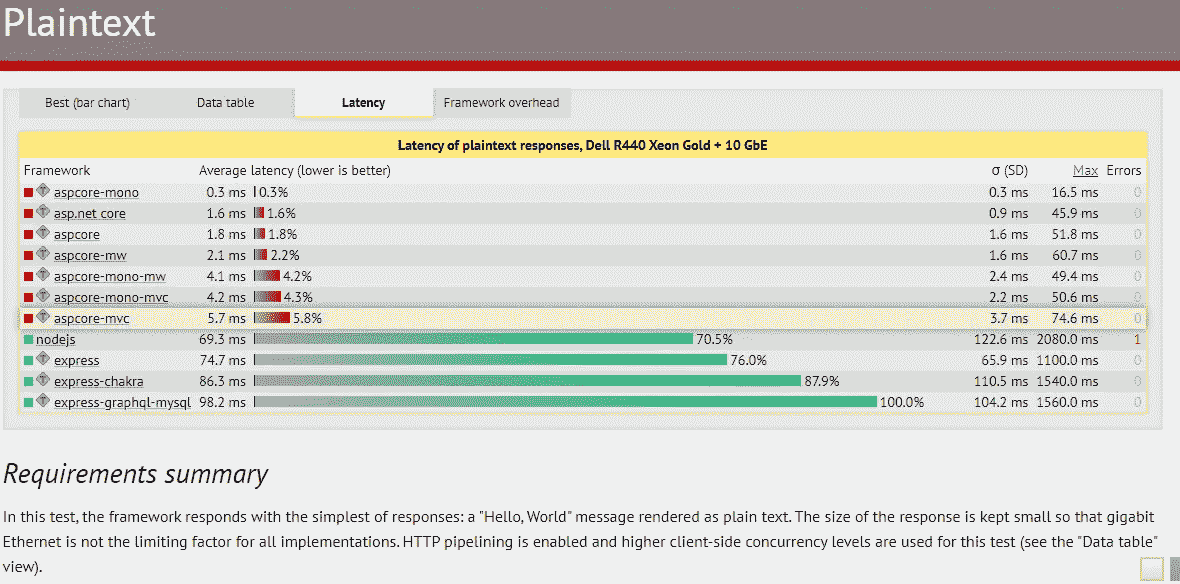 Plaintext
Best (bar chart) Data table Latency Framework overhead
Latency of plaintext responses, Dell R440 Xeon Gold + 10 GbE
Framework Average latency (lower is better) σ (SD) Max Errors
aspcore-mono 0.3 ms 0.3% 0.3 ms 16.5 ms 0
asp.net core 1.6 ms 1.6% 0.9 ms 45.9 ms 0
aspcore 1.8 ms 1.8% 1.6 ms 51.8 ms 0
aspcore-mw 2.1 ms 2.2% 1.6 ms 60.7 ms 0
aspcore-mono-mw 4.1 ms 4.2% 2.4 ms 49.4 ms 0
aspcore-mono-mvc 4.2 ms 4.3% 2.2 ms 50.6 ms 0
aspcore-mvc 5.7 ms 5.8% 3.7 ms 74.6 ms 0
nodejs 69.3 ms 70.5% 122.6 ms 2080.0 ms 1
express 74.7 ms 76.0% 65.9 ms 1100.0 ms 0
express-chakra 86.3 ms 87.9% 110.5 ms 1540.0 ms 0
express-graphql-mysql 98.2 ms 100.0% 104.2 ms 1560.0 ms 0
Requirements summary
In this test, the framework responds with the simplest of responses: a "Hello, World" message rendered as plain text. The size of the response is kept small so that gigabit
Ethernet is not the limiting factor for all implementations. HTTP pipelining is enabled and higher client-side concurrency levels are used for this test (see the "Data table"
view).